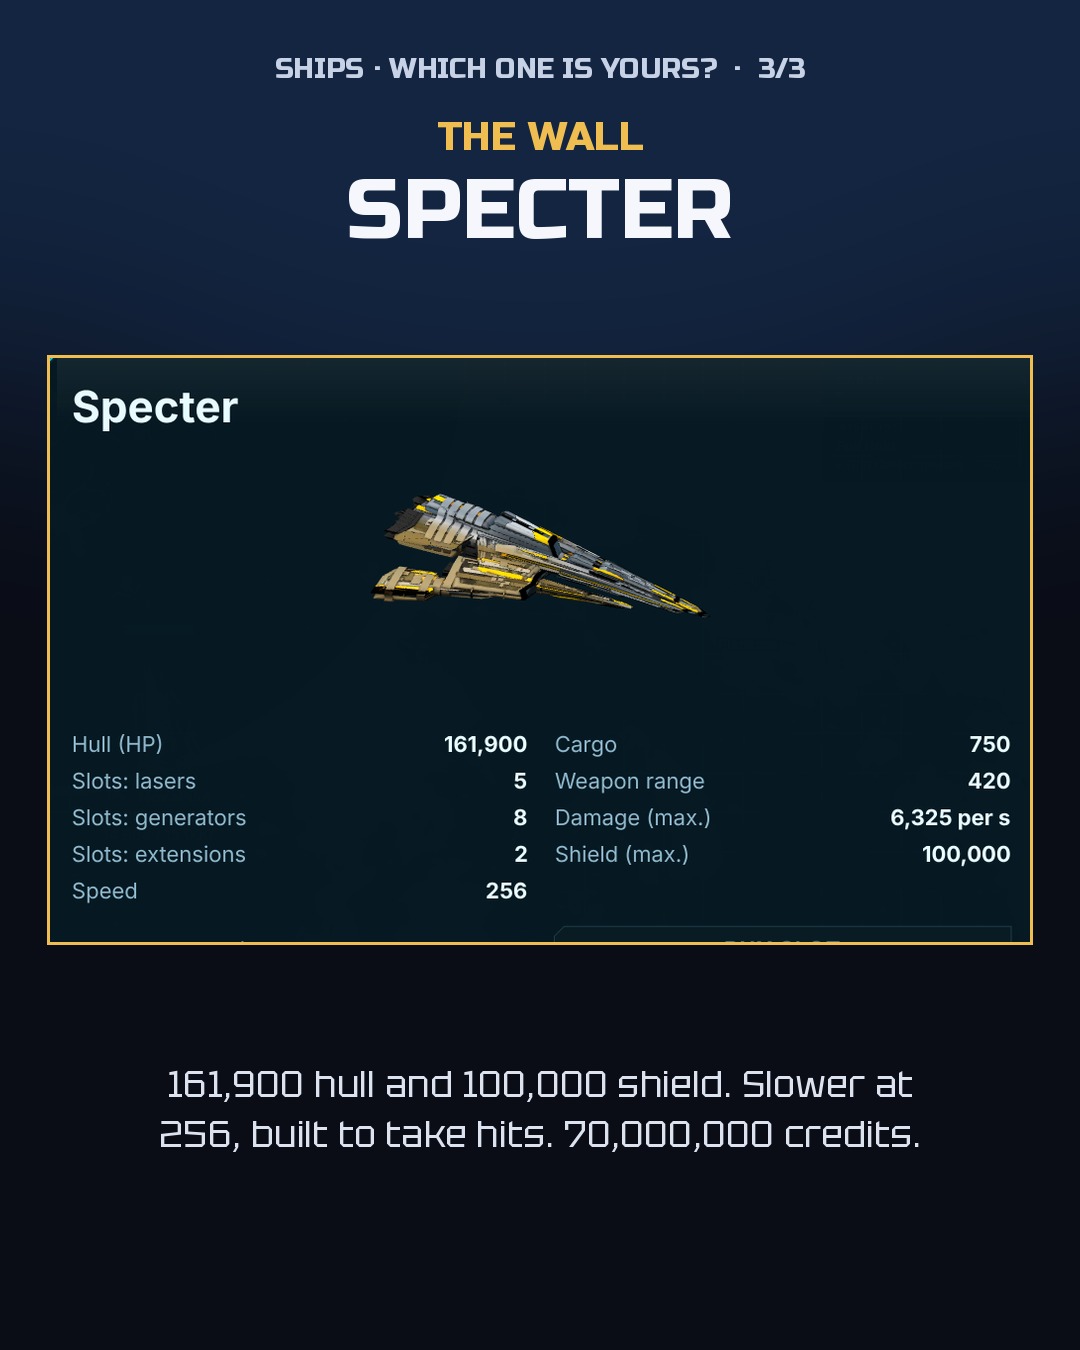 SHIPS · WHICH ONE IS YOURS? · 3/3
THE WALL
SPECTER
Specter
Hull (HP) 161,900 Cargo 750
Slots: lasers 5 Weapon range 420
Slots: generators 8 Damage (max.) 6,325 per s
Slots: extensions 2 Shield (max.) 100,000
Speed 256
161,900 hull and 100,000 shield. Slower at
256, built to take hits. 70,000,000 credits.